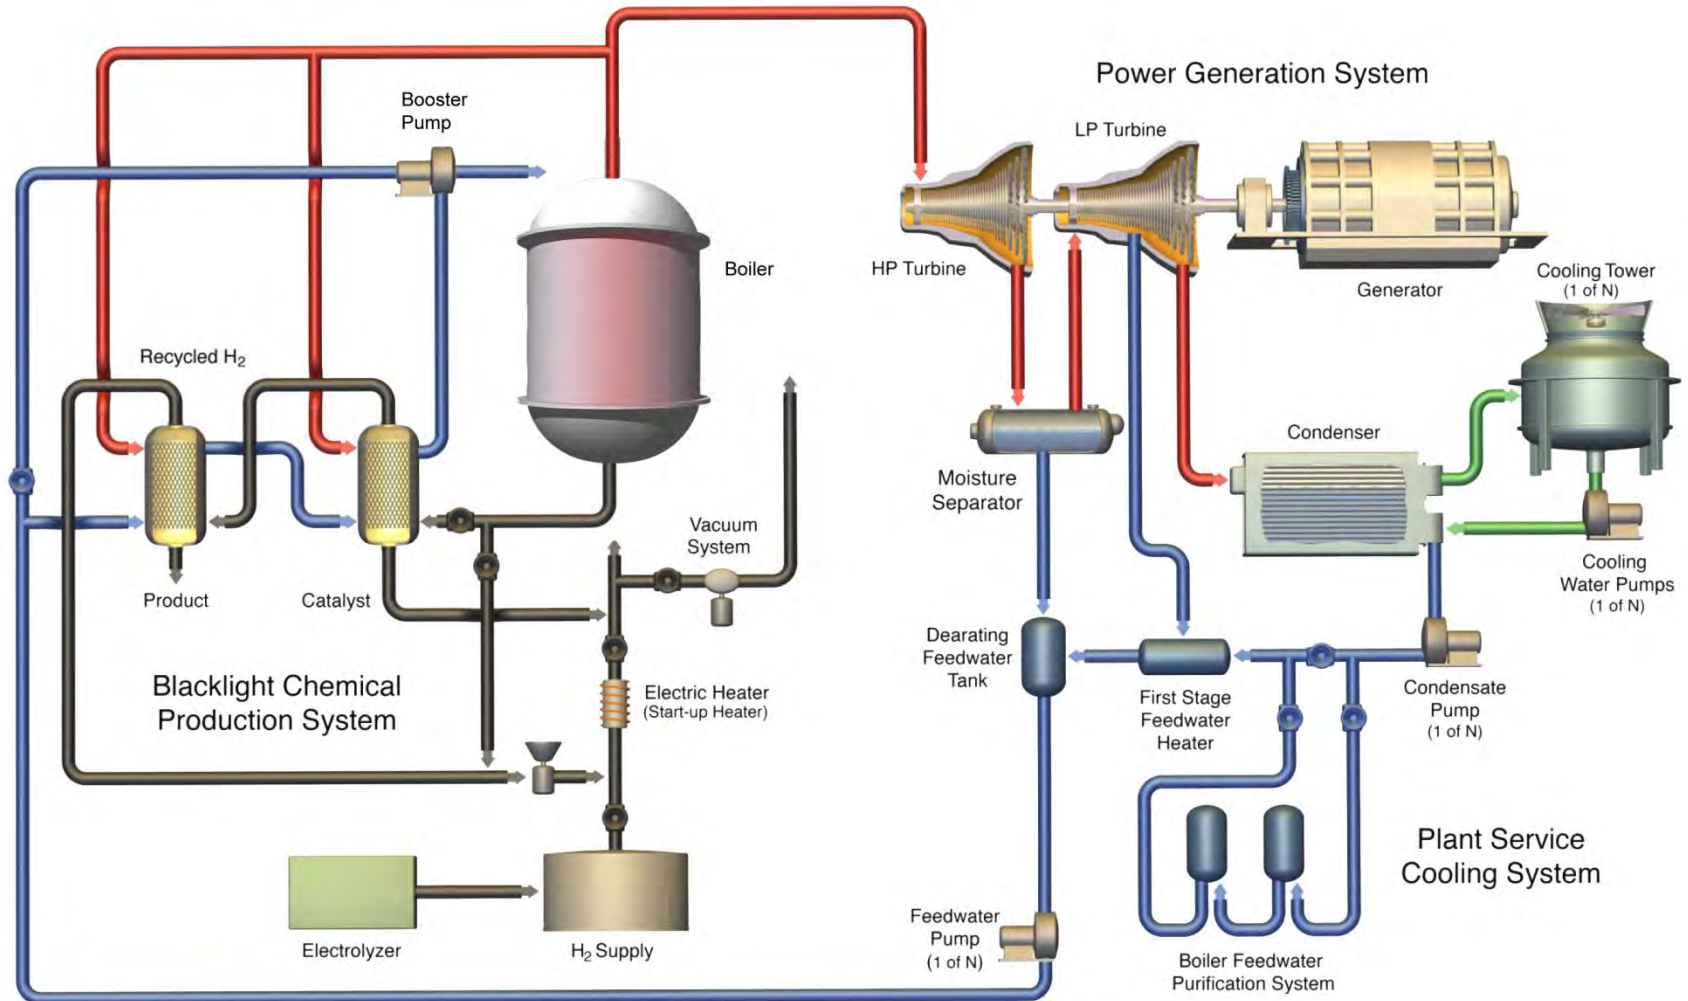 Power Generation System
Booster
Pump
LP Turbine
HP Turbine
Boiler
Generator
Cooling Tower
(1 of N)
Recycled H₂
Condenser
Moisture
Separator
Vacuum
System
Cooling
Water Pumps
(1 of N)
Product
Catalyst
Dearating
Feedwater
Tank
Blacklight Chemical
Production System
Electric Heater
(Start-up Heater)
First Stage
Feedwater
Heater
Condensate
Pump
(1 of N)
Plant Service
Cooling System
Electrolyzer
H₂ Supply
Feedwater
Pump
(1 of N)
Boiler Feedwater
Purification System